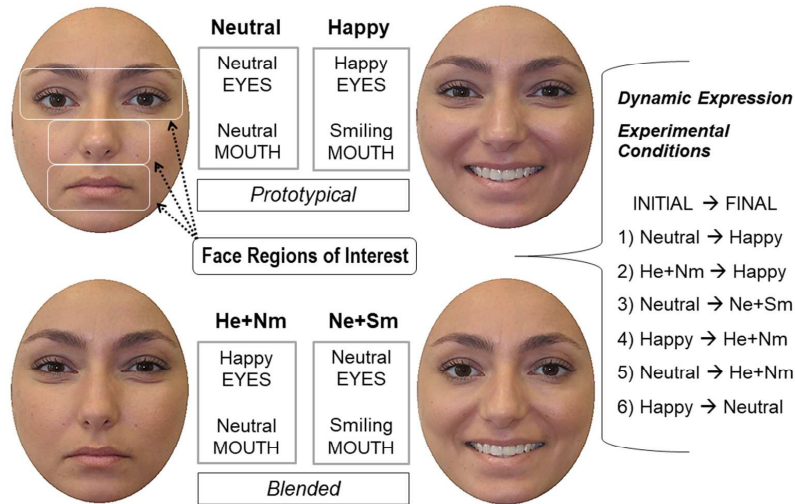 Neutral
Happy
Neutral
EYES
Neutral
MOUTH
Happy
EYES
Smiling
MOUTH
Prototypical
Face Regions of Interest
He+Nm
Ne+Sm
Happy
EYES
Neutral
MOUTH
Neutral
EYES
Smiling
MOUTH
Blended
Dynamic Expression
Experimental
Conditions
INITIAL → FINAL
1) Neutral → Happy
2) He+Nm → Happy
3) Neutral → Ne+Sm
4) Happy → He+Nm
5) Neutral → He+Nm
6) Happy → Neutral